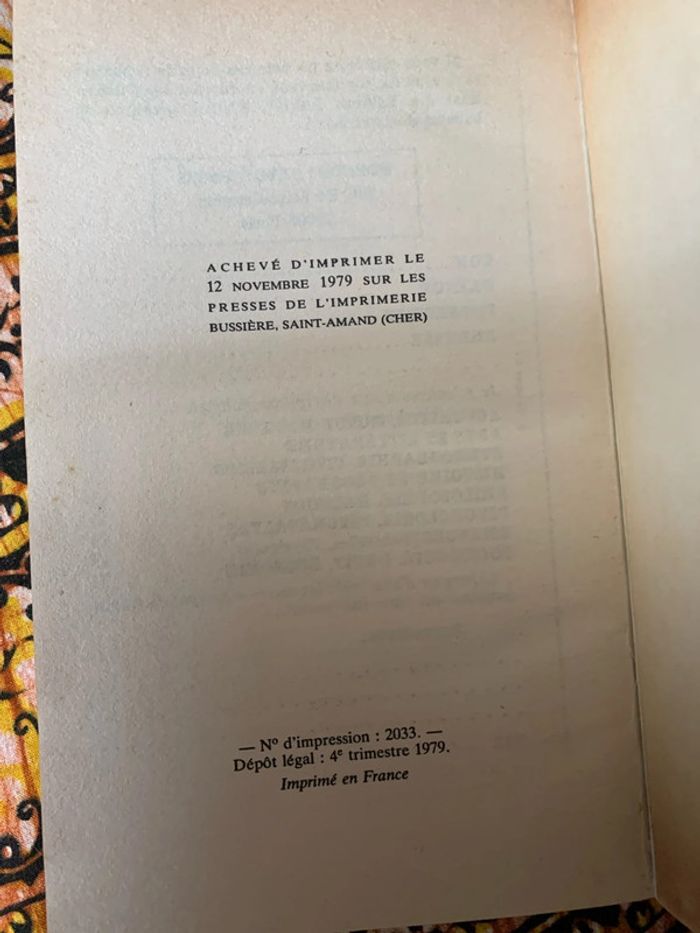 ACHEVÉ D'IMPRIMER LE
12 NOVEMBRE 1979 SUR LES
PRESSES DE L'IMPRIMERIE
BUSSIÈRE, SAINT-AMAND (CHER)
— Nº d'impression : 2033. —
Dépôt légal : 4e trimestre 1979.
Imprimé en France